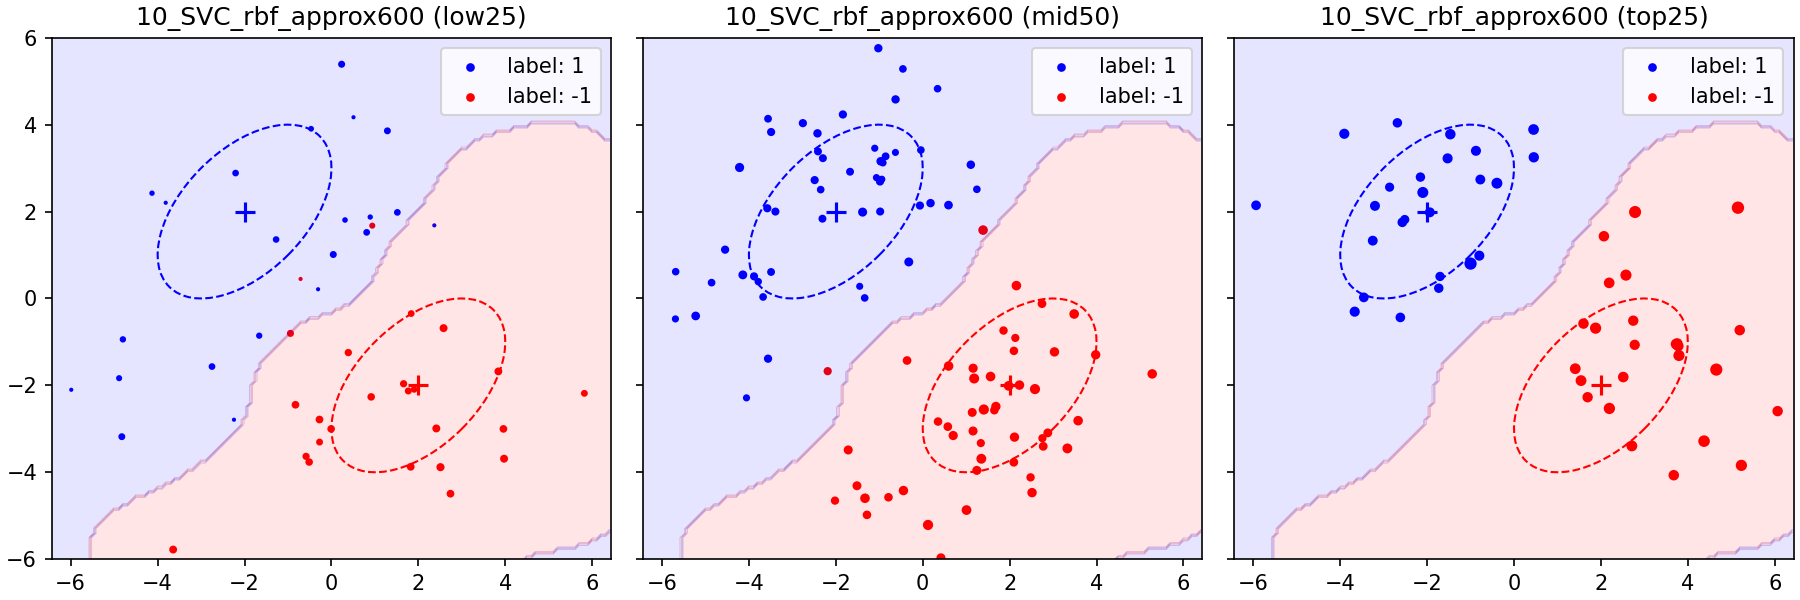 10_SVC_rbf_approx600 (low25)
10_SVC_rbf_approx600 (mid50)
10_SVC_rbf_approx600 (top25)
label: 1
label: -1
label: 1
label: -1
label: 1
label: -1
6
4
2
0
−2
−4
−6
−6 −4 −2 0 2 4 6
−6 −4 −2 0 2 4 6
−6 −4 −2 0 2 4 6